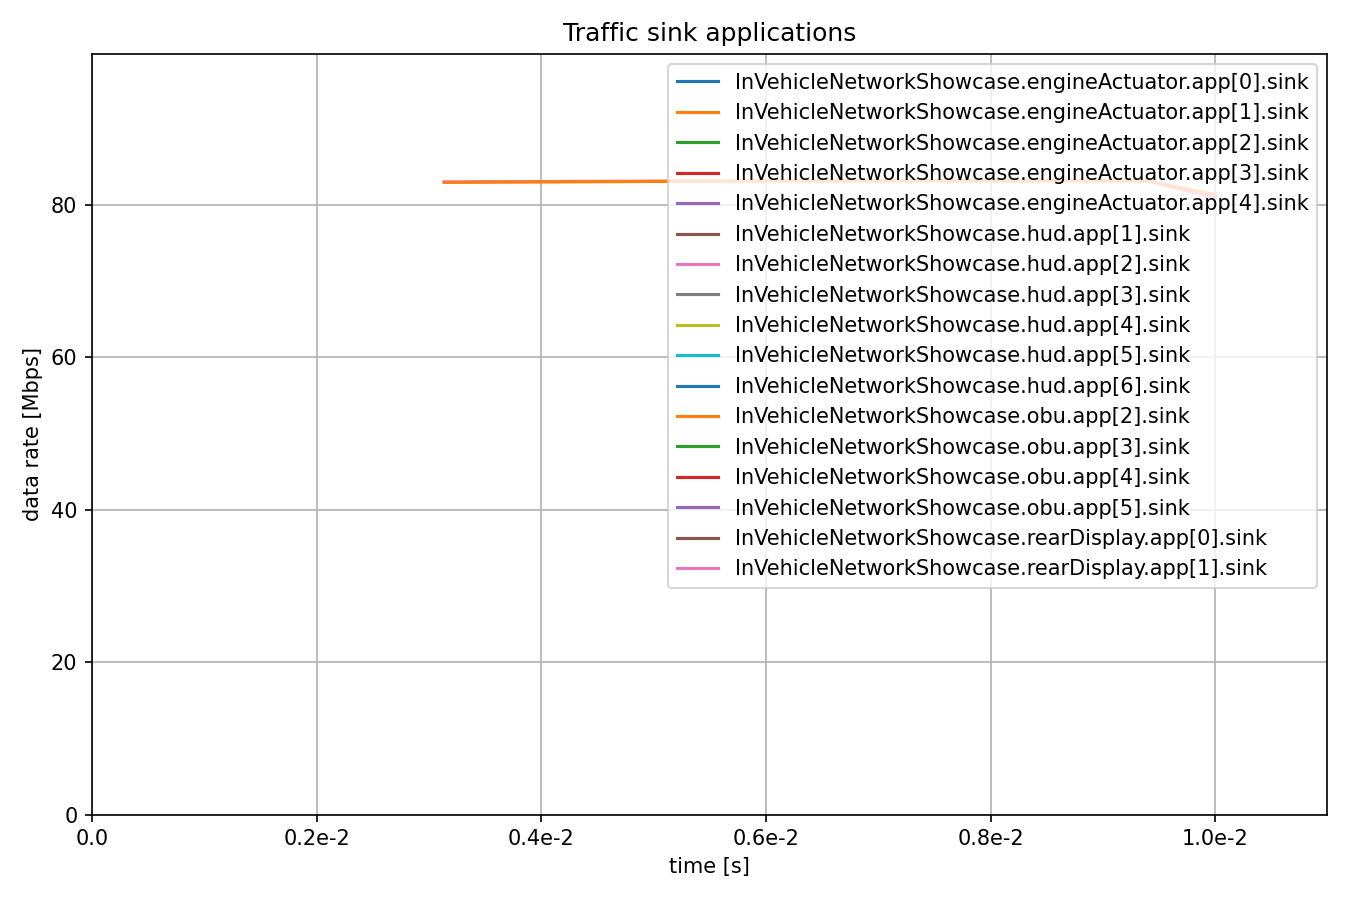 Traffic sink applications
InVehicleNetworkShowcase.engineActuator.app[0].sink
InVehicleNetworkShowcase.engineActuator.app[1].sink
InVehicleNetworkShowcase.engineActuator.app[2].sink
InVehicleNetworkShowcase.engineActuator.app[3].sink
InVehicleNetworkShowcase.engineActuator.app[4].sink
InVehicleNetworkShowcase.hud.app[1].sink
InVehicleNetworkShowcase.hud.app[2].sink
InVehicleNetworkShowcase.hud.app[3].sink
InVehicleNetworkShowcase.hud.app[4].sink
InVehicleNetworkShowcase.hud.app[5].sink
InVehicleNetworkShowcase.hud.app[6].sink
InVehicleNetworkShowcase.obu.app[2].sink
InVehicleNetworkShowcase.obu.app[3].sink
InVehicleNetworkShowcase.obu.app[4].sink
InVehicleNetworkShowcase.obu.app[5].sink
InVehicleNetworkShowcase.rearDisplay.app[0].sink
InVehicleNetworkShowcase.rearDisplay.app[1].sink
data rate [Mbps]
80
60
40
20
0
0.0 0.2e-2 0.4e-2 0.6e-2 0.8e-2 1.0e-2
time [s]